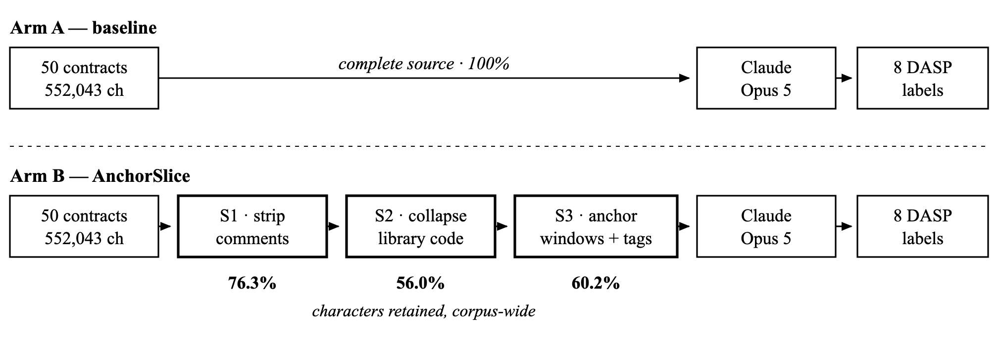 Arm A — baseline
50 contracts
552,043 ch
complete source · 100%
Claude
Opus 5
8 DASP
labels
Arm B — AnchorSlice
50 contracts
552,043 ch
S1 · strip
comments
S2 · collapse
library code
S3 · anchor
windows + tags
Claude
Opus 5
8 DASP
labels
76.3%
56.0%
60.2%
characters retained, corpus-wide